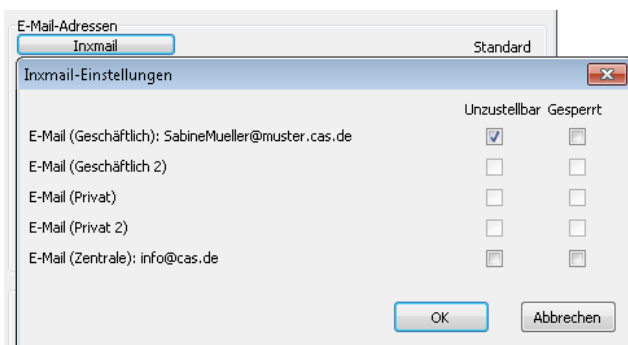 E-Mail-Adressen
Inxmail Standard
Inxmail-Einstellungen
Unzustellbar Gesperrt
E-Mail (Geschäftlich): SabineMueller@muster.cas.de
E-Mail (Geschäftlich 2)
E-Mail (Privat)
E-Mail (Privat 2)
E-Mail (Zentrale): info@cas.de
OK Abbrechen